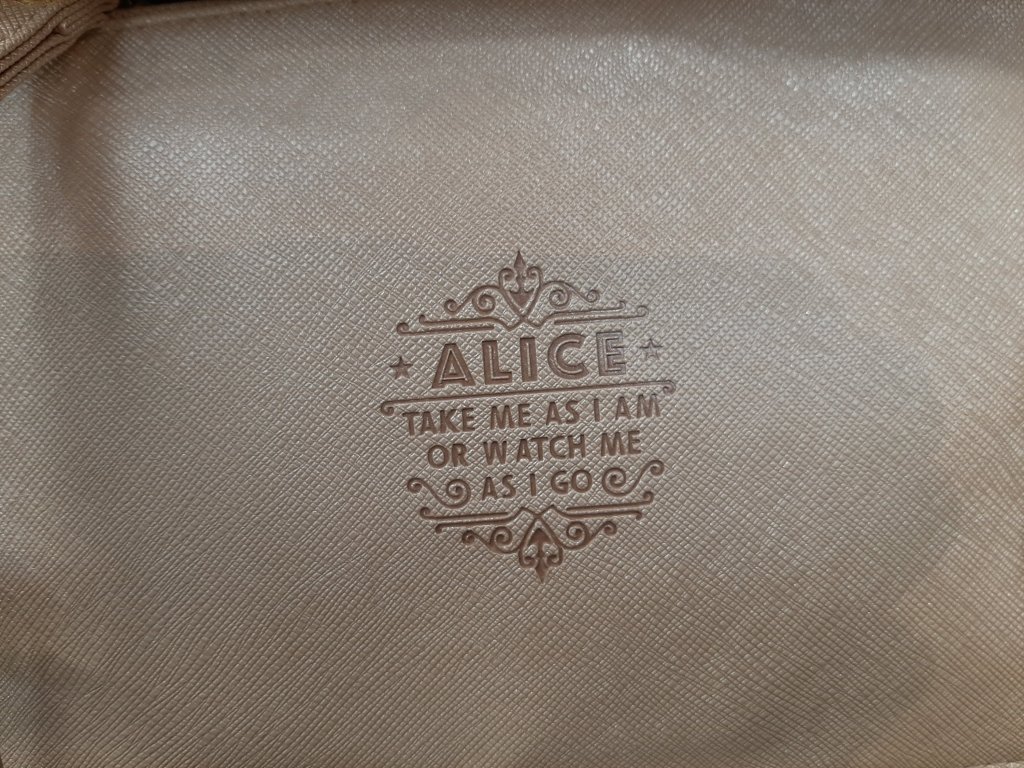 ALICE
TAKE ME AS I AM
OR WATCH ME
AS I GO